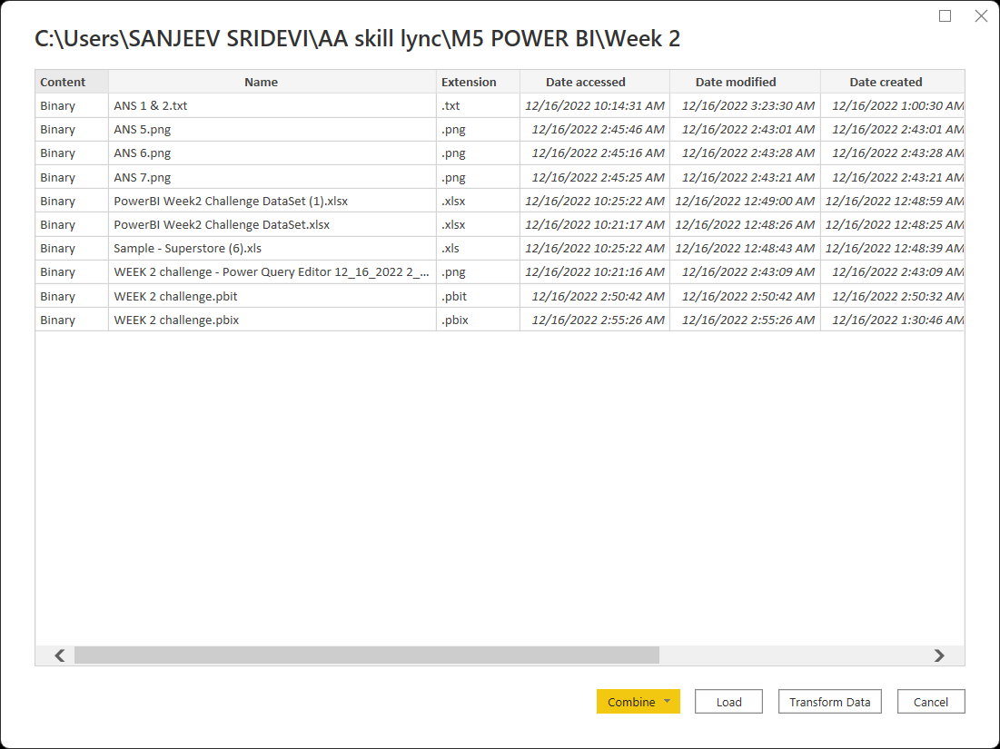 C:\Users\SANJEEV SRIDEVI\AA skill lync\M5 POWER BI\Week 2
Content Name Extension Date accessed Date modified Date created
Binary ANS 1 & 2.txt .txt 12/16/2022 10:14:31 AM 12/16/2022 3:23:30 AM 12/16/2022 1:00:30 AM
Binary ANS 5.png .png 12/16/2022 2:45:46 AM 12/16/2022 2:43:01 AM 12/16/2022 2:43:01 AM
Binary ANS 6.png .png 12/16/2022 2:45:16 AM 12/16/2022 2:43:28 AM 12/16/2022 2:43:28 AM
Binary ANS 7.png .png 12/16/2022 2:45:25 AM 12/16/2022 2:43:21 AM 12/16/2022 2:43:21 AM
Binary PowerBI Week2 Challenge DataSet (1).xlsx .xlsx 12/16/2022 10:25:22 AM 12/16/2022 12:49:00 AM 12/16/2022 12:48:59 AM
Binary PowerBI Week2 Challenge DataSet.xlsx .xlsx 12/16/2022 10:21:17 AM 12/16/2022 12:48:26 AM 12/16/2022 12:48:25 AM
Binary Sample - Superstore (6).xls .xls 12/16/2022 10:25:22 AM 12/16/2022 12:48:43 AM 12/16/2022 12:48:39 AM
Binary WEEK 2 challenge - Power Query Editor 12_16_2022 2_... .png 12/16/2022 10:21:16 AM 12/16/2022 2:43:09 AM 12/16/2022 2:43:09 AM
Binary WEEK 2 challenge.pbit .pbit 12/16/2022 2:50:42 AM 12/16/2022 2:50:42 AM 12/16/2022 2:50:32 AM
Binary WEEK 2 challenge.pbix .pbix 12/16/2022 2:55:26 AM 12/16/2022 2:55:26 AM 12/16/2022 1:30:46 AM
Combine Load Transform Data Cancel